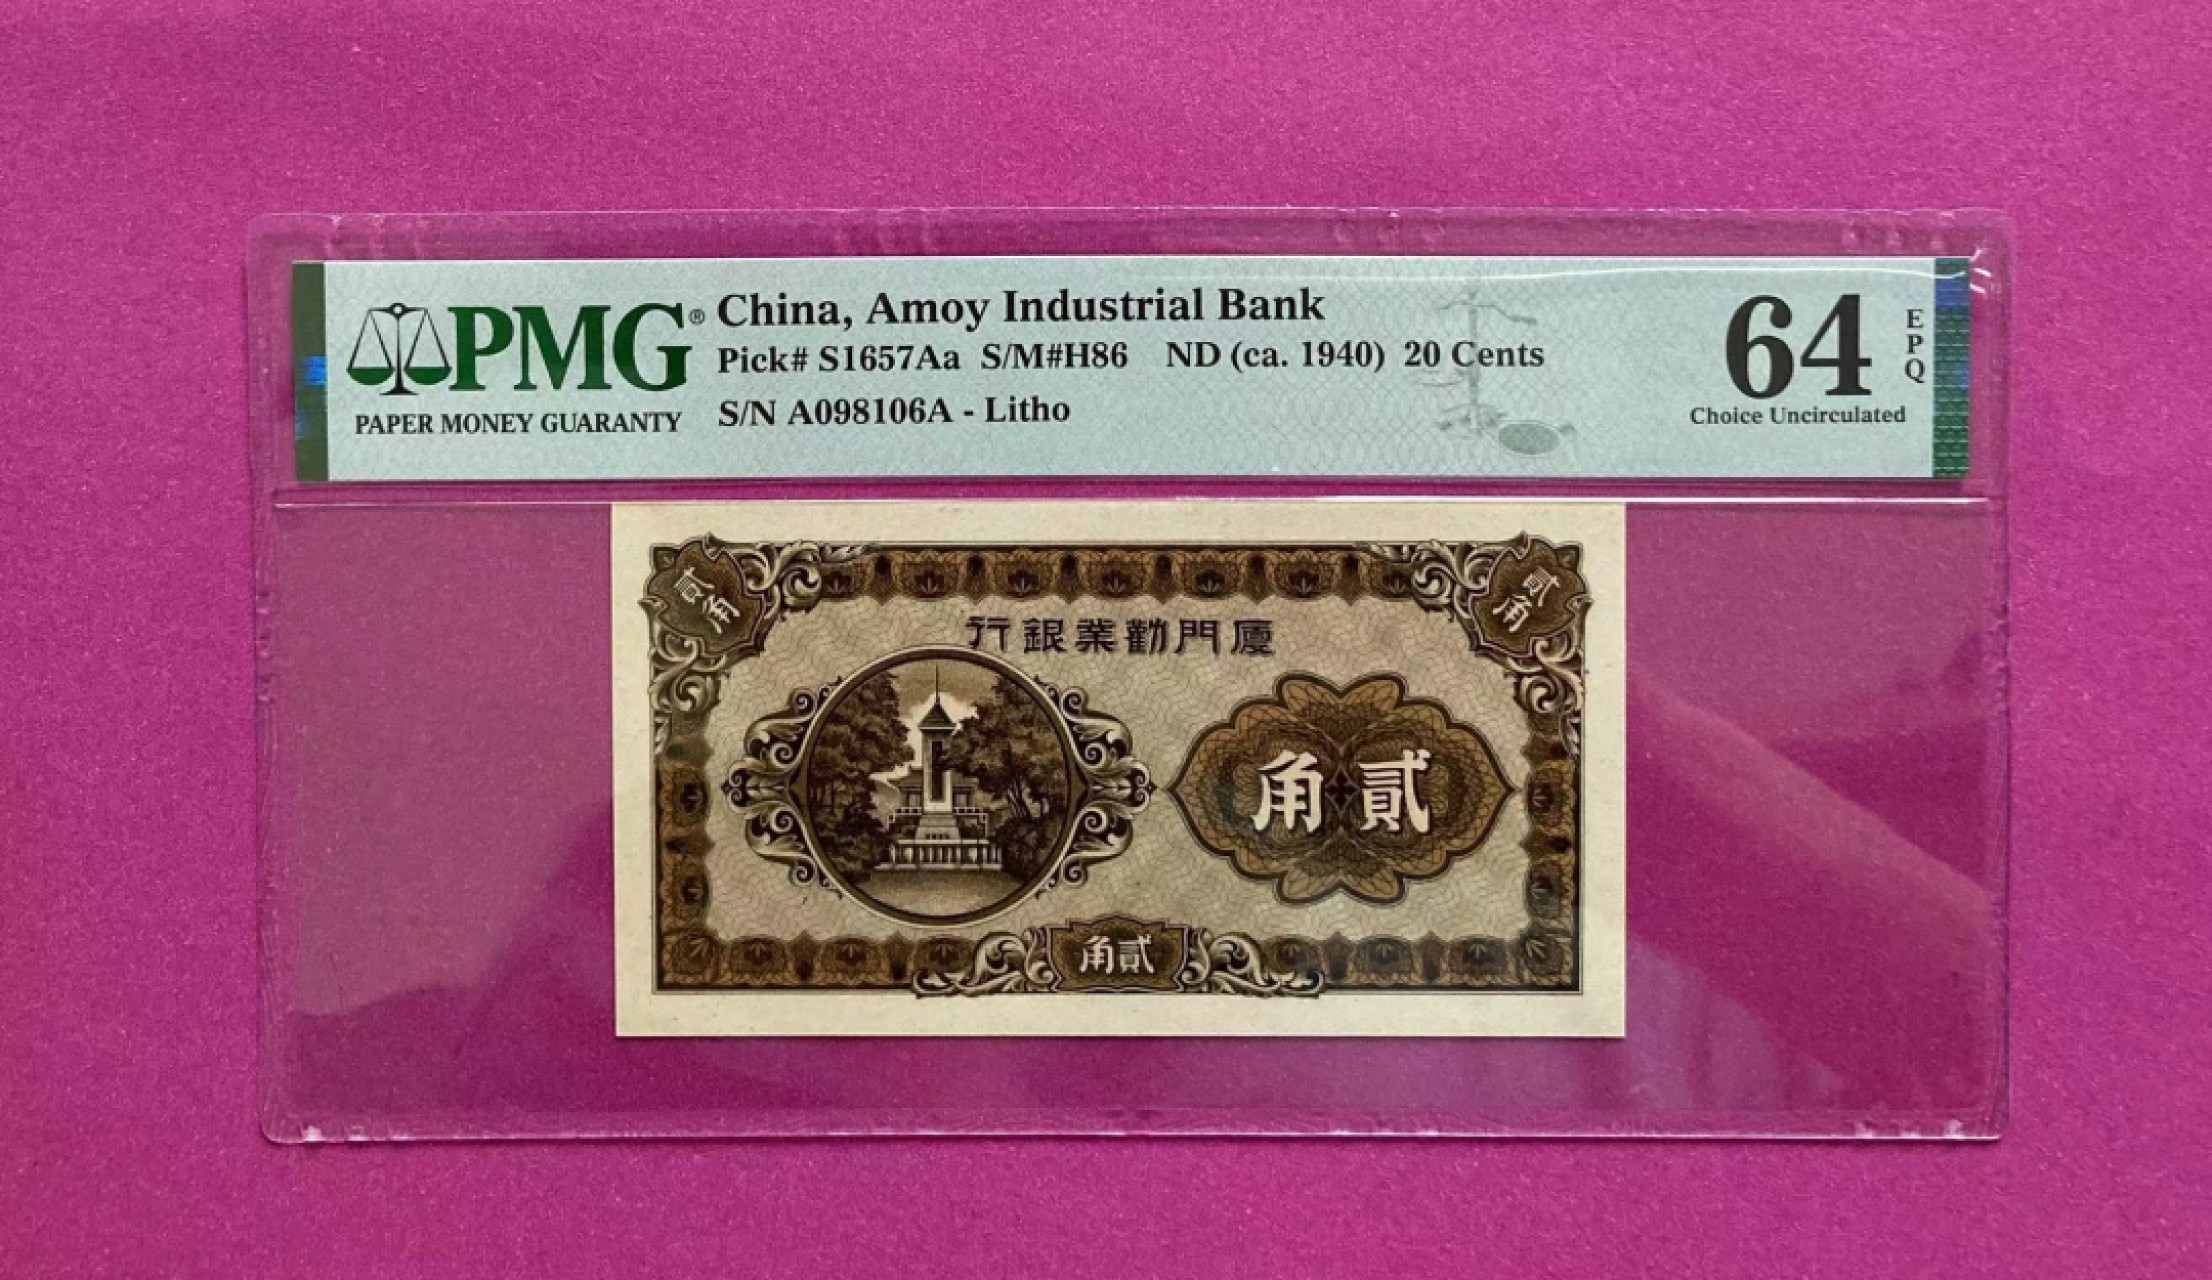 PMG®
PAPER MONEY GUARANTY
China, Amoy Industrial Bank
Pick# S1657Aa S/M#H86 ND (ca. 1940) 20 Cents
S/N A098106A - Litho
64
EPQ
Choice Uncirculated
貳角
貳角
行銀業勸門廈
角貳
角貳